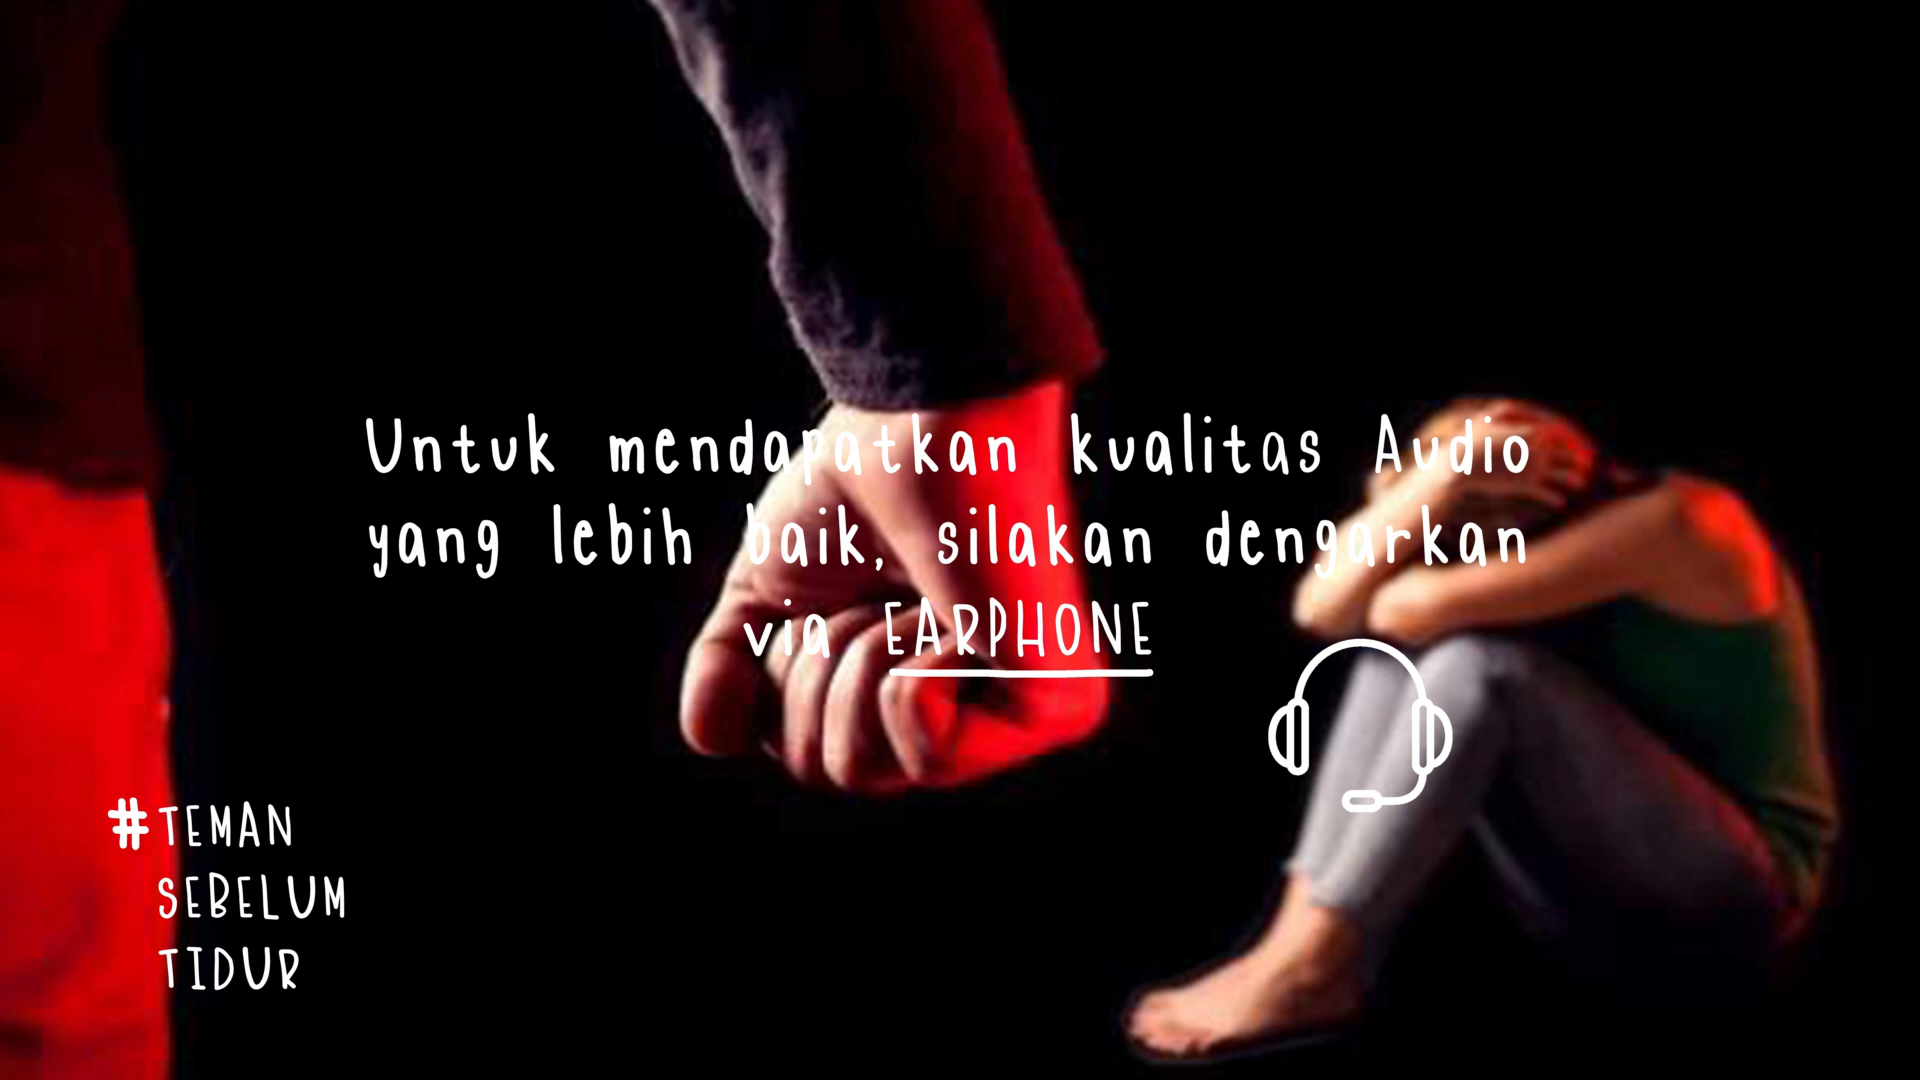 Untuk mendapatkan kualitas Audio
yang lebih baik, silakan dengarkan
via EARPHONE
#TEMAN
SEBELUM
TIDUR